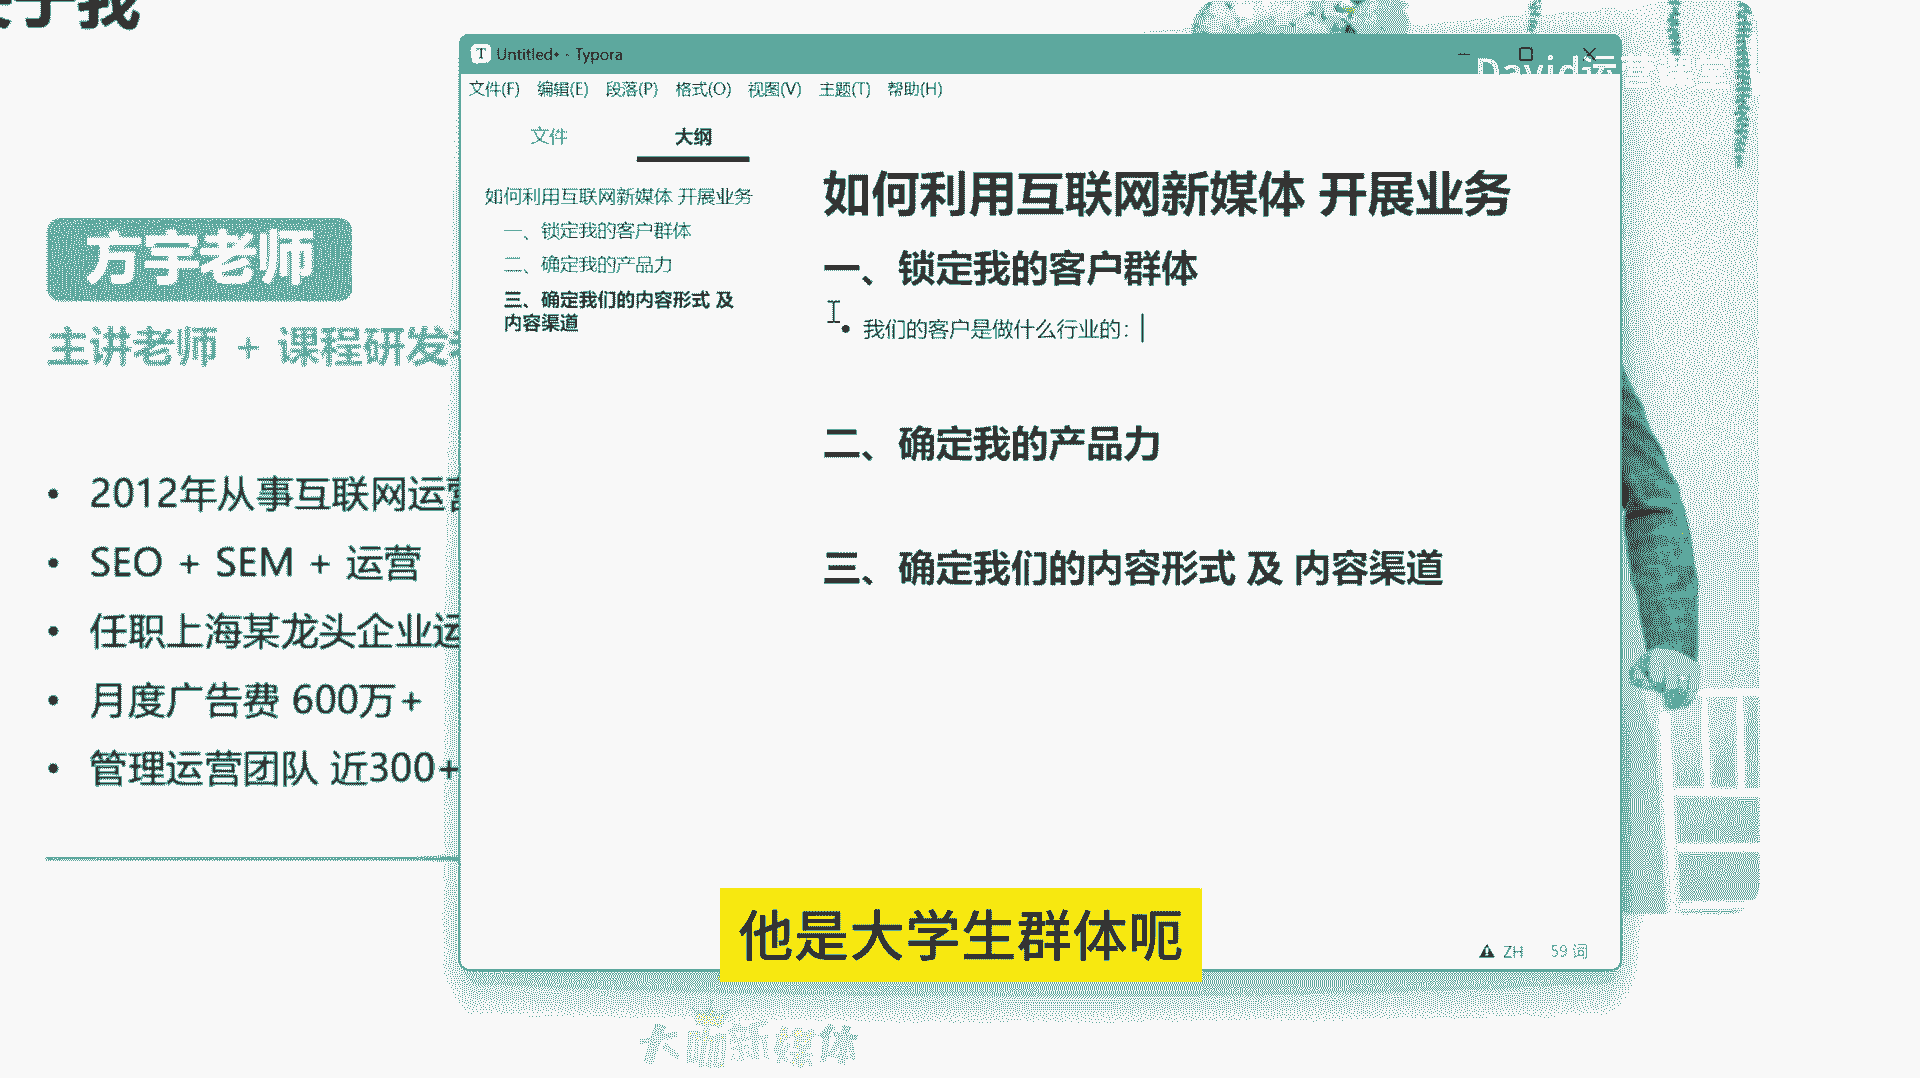 关于我
方宇老师
主讲老师 + 课程研发
2012年从事互联网运营
SEO + SEM + 运营
任职上海某龙头企业运
月度广告费 600万+
管理运营团队 近300+
Untitled• - Typora
David运营课堂
文件(F) 编辑(E) 段落(P) 格式(O) 视图(V) 主题(T) 帮助(H)
文件 大纲
如何利用互联网新媒体 开展业务
一、锁定我的客户群体
二、确定我的产品力
三、确定我们的内容形式 及
内容渠道
如何利用互联网新媒体 开展业务
一、锁定我的客户群体
我们的客户是做什么行业的：
二、确定我的产品力
三、确定我们的内容形式 及 内容渠道
ZH 59 词
他是大学生群体呃
大咖新媒体